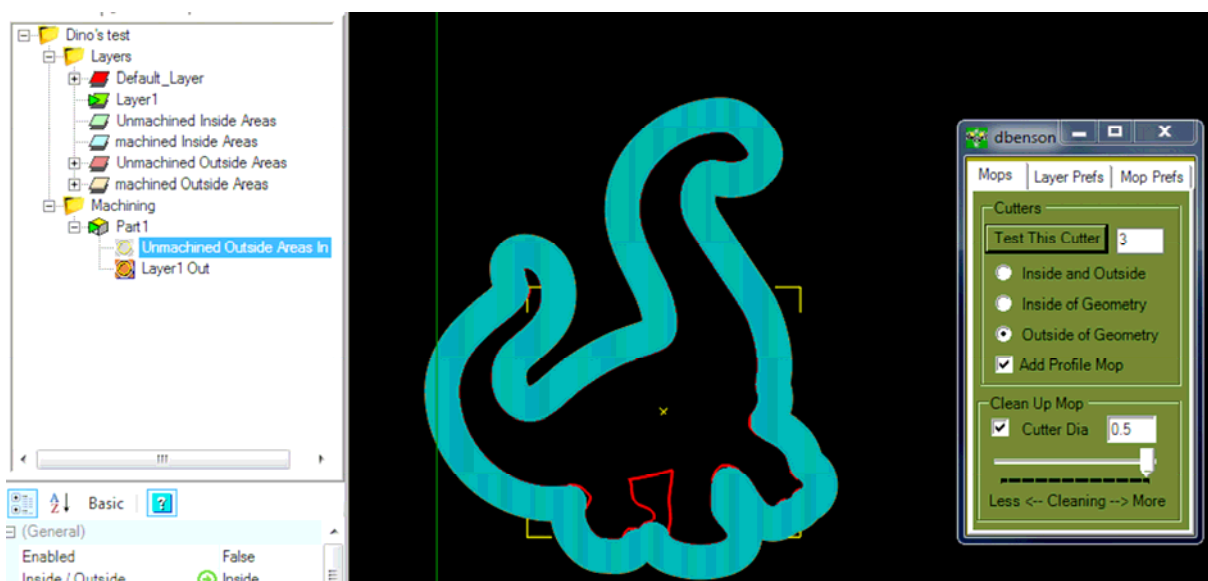 Dino's test
Layers
Default_Layer
Layer1
Unmachined Inside Areas
machined Inside Areas
Unmachined Outside Areas
machined Outside Areas
Machining
Part1
Unmachined Outside Areas In
Layer1 Out
Basic
(General)
Enabled False
Inside / Outside Inside
dbenson
Mops Layer Prefs Mop Prefs
Cutters
Test This Cutter 3
Inside and Outside
Inside of Geometry
Outside of Geometry
Add Profile Mop
Clean Up Mop
Cutter Dia 0.5
Less <-- Cleaning --> More